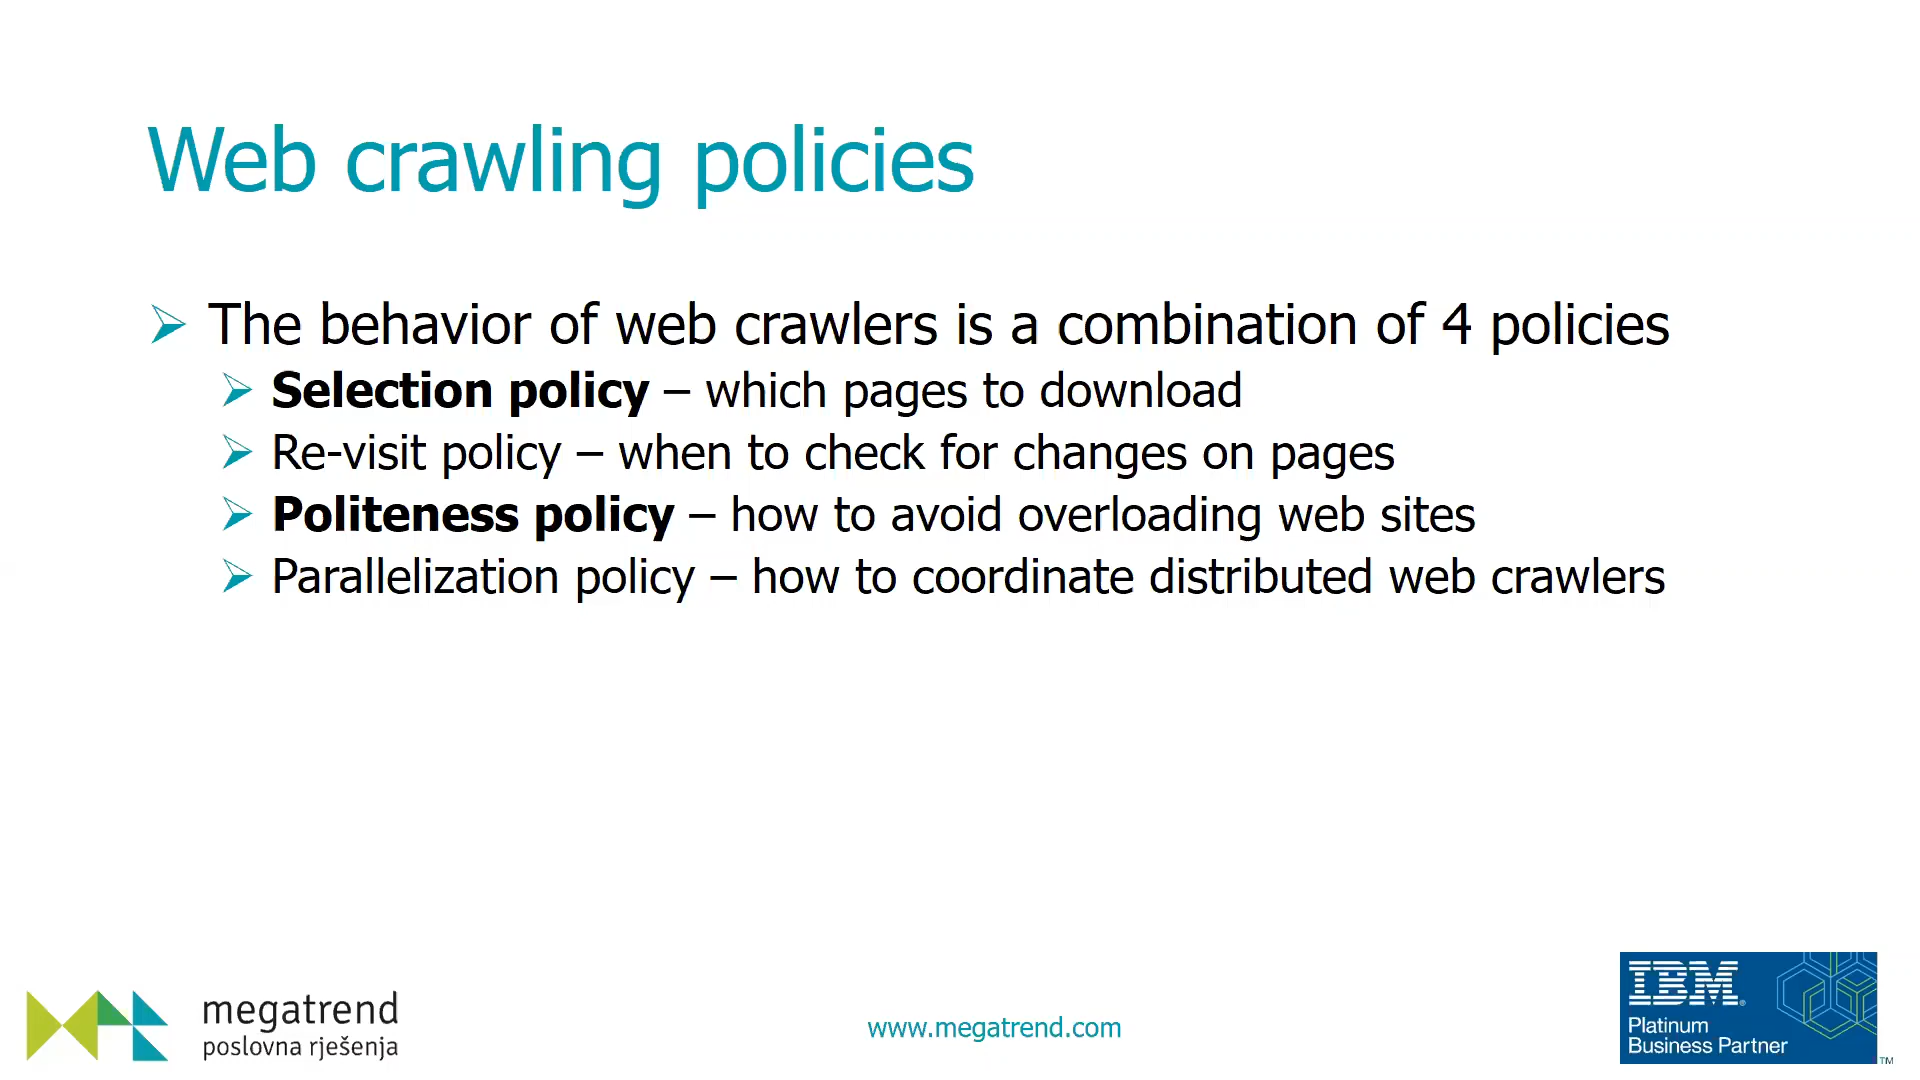 Web crawling policies
The behavior of web crawlers is a combination of 4 policies
Selection policy – which pages to download
Re-visit policy – when to check for changes on pages
Politeness policy – how to avoid overloading web sites
Parallelization policy – how to coordinate distributed web crawlers
megatrend
poslovna rješenja
www.megatrend.com
IBM®
Platinum
Business Partner
™